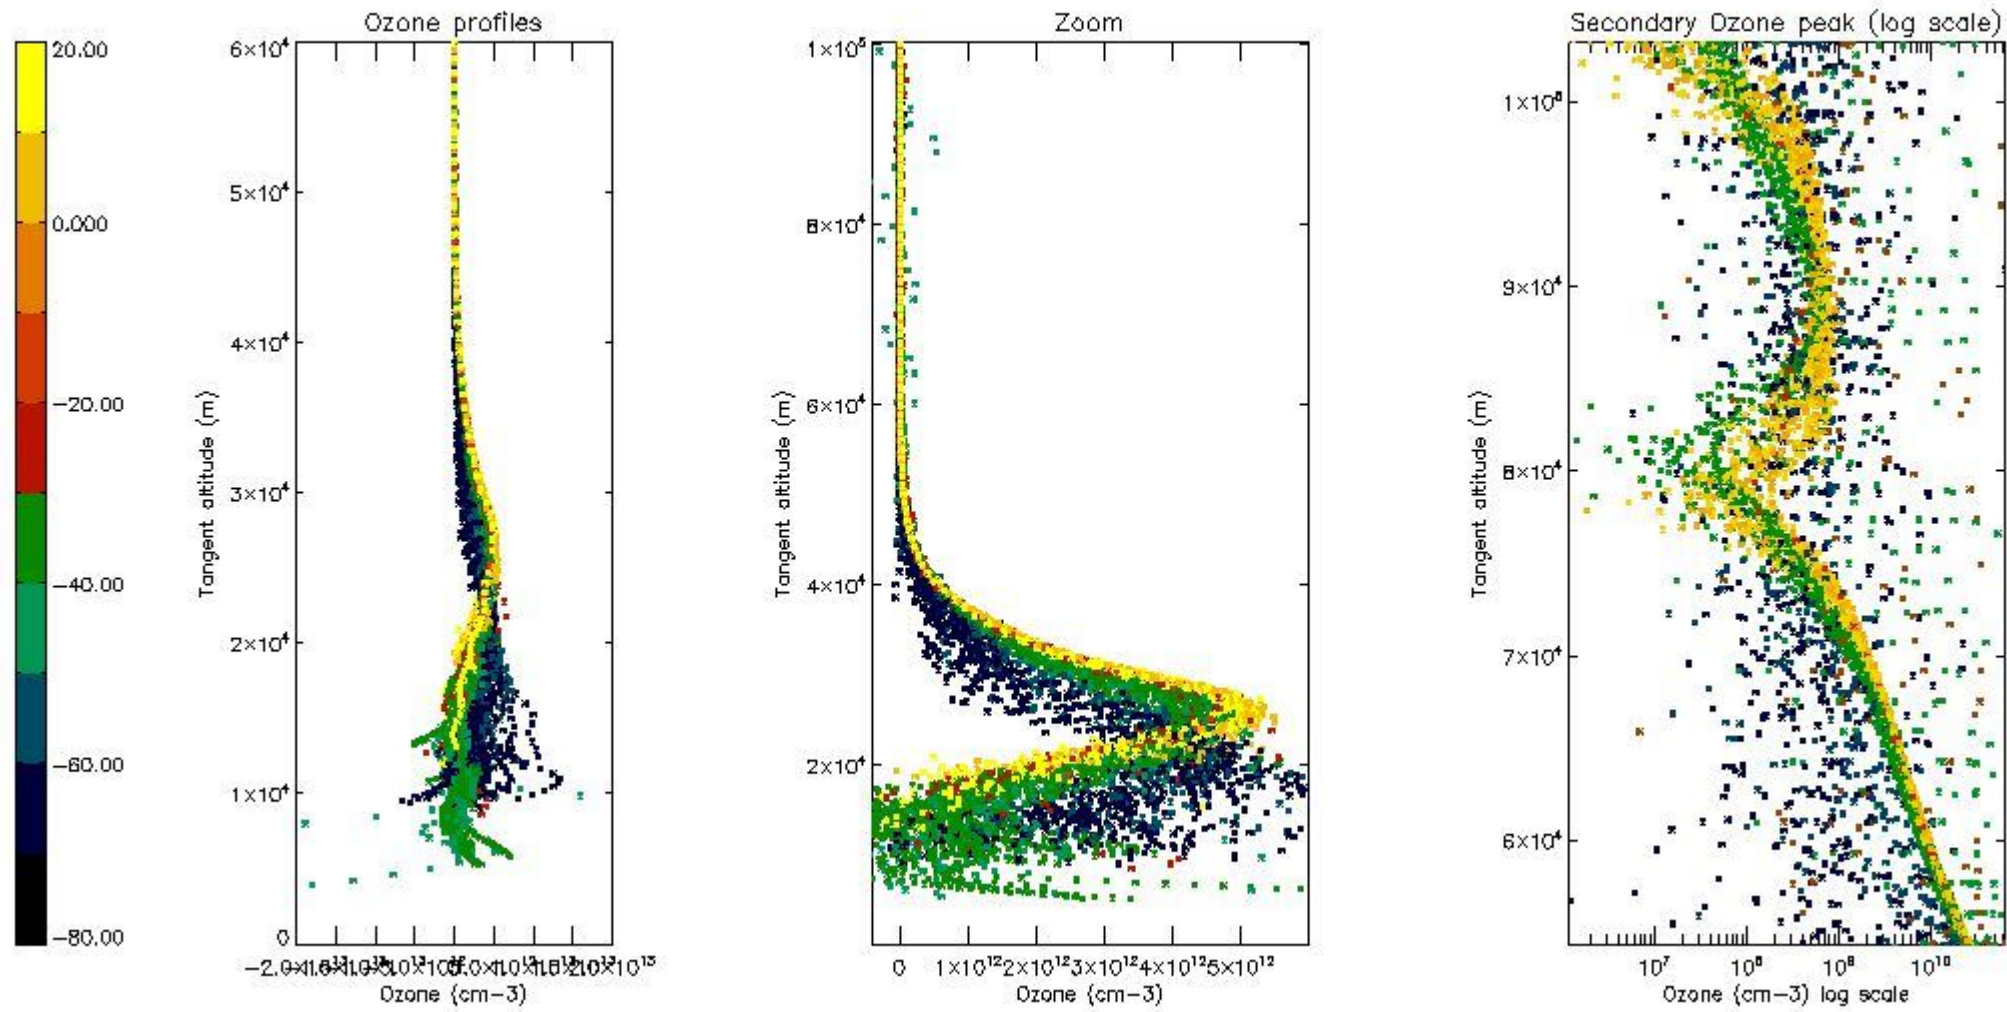 Ozone profiles
Zoom
Secondary Ozone peak (log scale)
20.00
0.000
−20.00
−40.00
−60.00
−80.00
6×10⁴
5×10⁴
4×10⁴
3×10⁴
2×10⁴
1×10⁴
0
Tangent altitude (m)
Ozone (cm−3)
1×10⁵
8×10⁴
6×10⁴
4×10⁴
2×10⁴
Tangent altitude (m)
0 1×10¹² 2×10¹² 3×10¹² 4×10¹² 5×10¹²
Ozone (cm−3)
1×10⁵
9×10⁴
8×10⁴
7×10⁴
6×10⁴
Tangent altitude (m)
10⁷ 10⁸ 10⁹ 10¹⁰
Ozone (cm−3) log scale